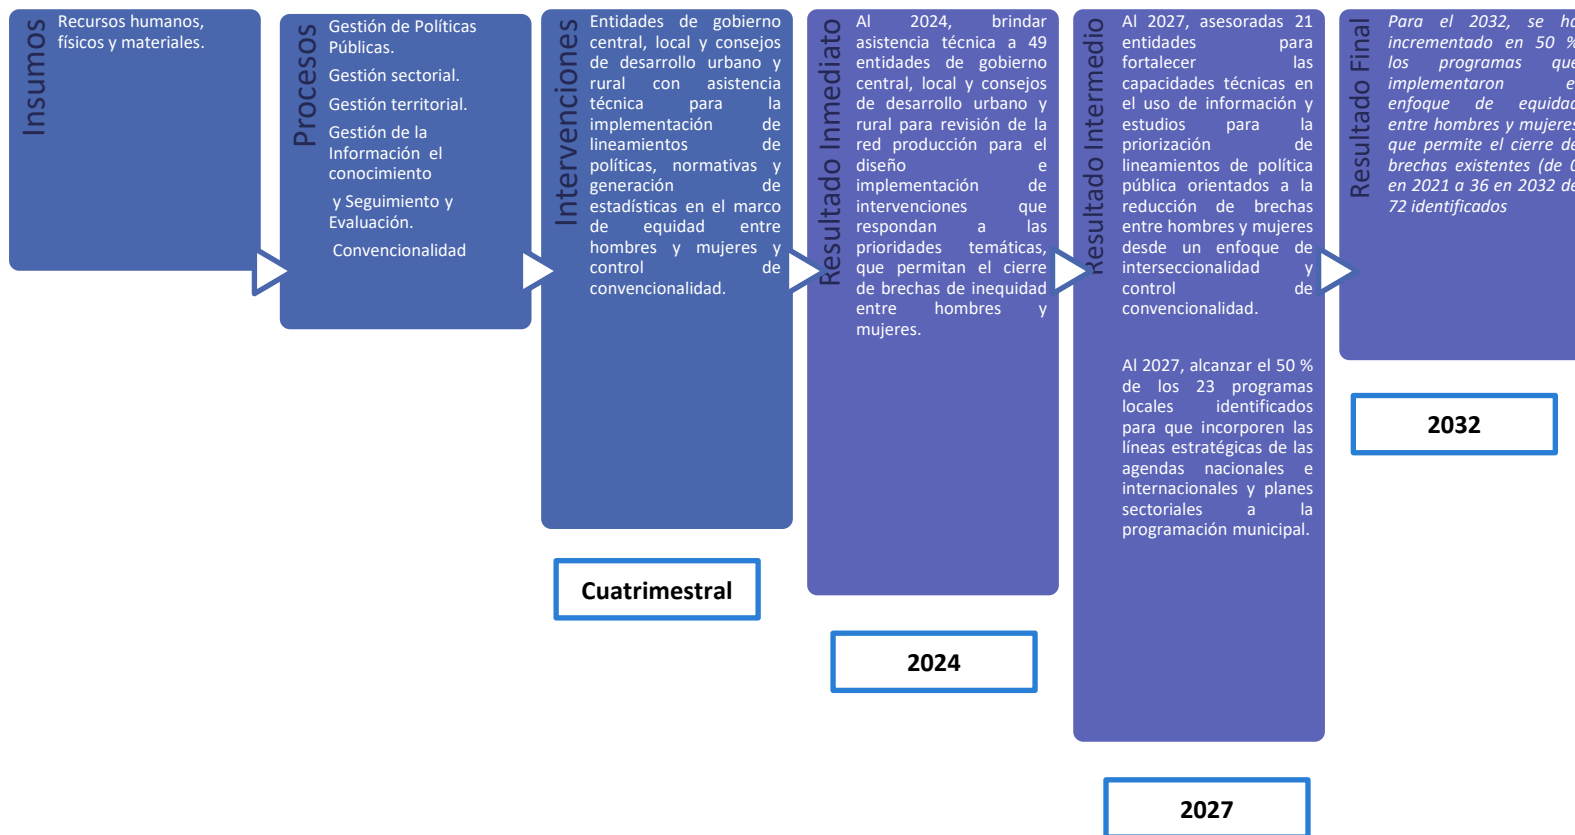 Insumos
Recursos humanos,
físicos y materiales.
Procesos
Gestión de Políticas
Públicas.
Gestión sectorial.
Gestión territorial.
Gestión de la
Información el
conocimiento
y Seguimiento y
Evaluación.
Convencionalidad
Intervenciones
Entidades de gobierno
central, local y consejos
de desarrollo urbano y
rural con asistencia
técnica para la
implementación de
lineamientos de
políticas, normativas y
generación de
estadísticas en el marco
de equidad entre
hombres y mujeres y
control de
convencionalidad.
Cuatrimestral
Resultado Inmediato
Al 2024, brindar
asistencia técnica a 49
entidades de gobierno
central, local y consejos
de desarrollo urbano y
rural para revisión de la
red producción para el
diseño e
implementación de
intervenciones que
respondan a las
prioridades temáticas,
que permitan el cierre
de brechas de inequidad
entre hombres y
mujeres.
2024
Resultado Intermedio
Al 2027, asesoradas 21
entidades para
fortalecer las
capacidades técnicas en
el uso de información y
estudios para la
priorización de
lineamientos de política
pública orientados a la
reducción de brechas
entre hombres y mujeres
desde un enfoque de
interseccionalidad y
control de
convencionalidad.
Al 2027, alcanzar el 50 %
de los 23 programas
locales identificados
para que incorporen las
líneas estratégicas de las
agendas nacionales e
internacionales y planes
sectoriales a la
programación municipal.
2027
Resultado Final
Para el 2032, se ha
incrementado en 50 %
los programas que
implementaron
enfoque de equidad
entre hombres y mujeres
que permite el cierre de
brechas existentes (de 0
en 2021 a 36 en 2032 de
72 identificados
2032